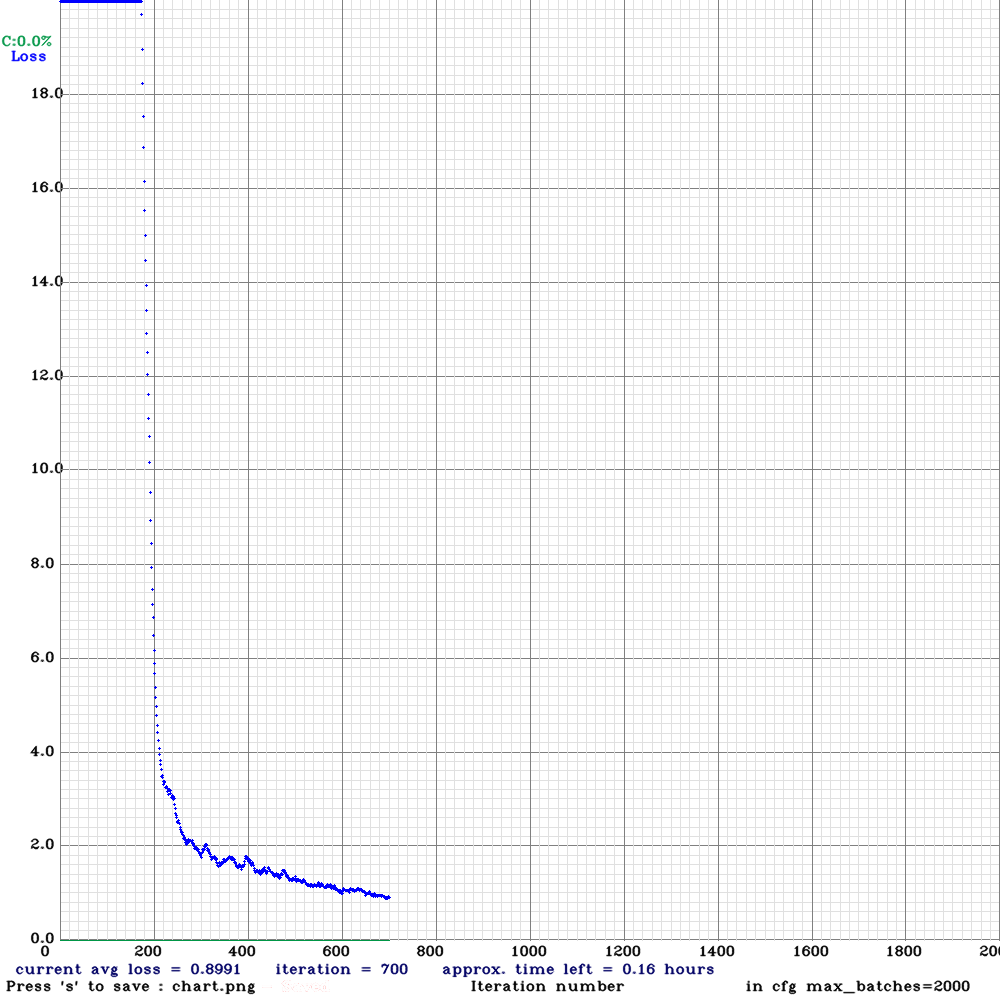 C:0.0%
Loss
18.0
16.0
14.0
12.0
10.0
8.0
6.0
4.0
2.0
0.0
0 200 400 600 800 1000 1200 1400 1600 1800 200
current avg loss = 0.8991 iteration = 700 approx. time left = 0.16 hours
Press 's' to save : chart.png Iteration number in cfg max_batches=2000